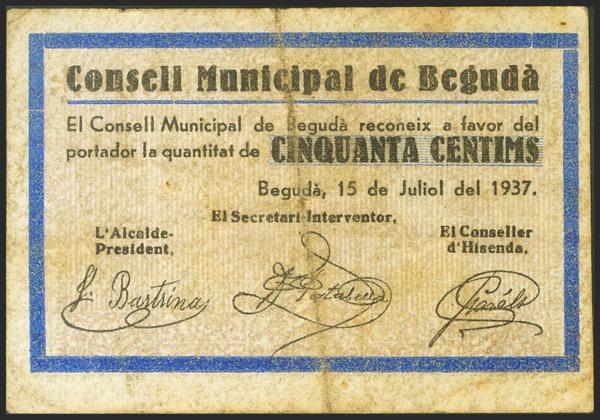 Consell Municipal de Begudà
El Consell Municipal de Begudà reconeix a favor del
portador la quantitat de CINQUANTA CENTIMS
Begudà, 15 de Juliol del 1937.
El Secretari-Interventor,
L'Alcalde-
President,
El Conseller
d'Hisenda,
Bastrina